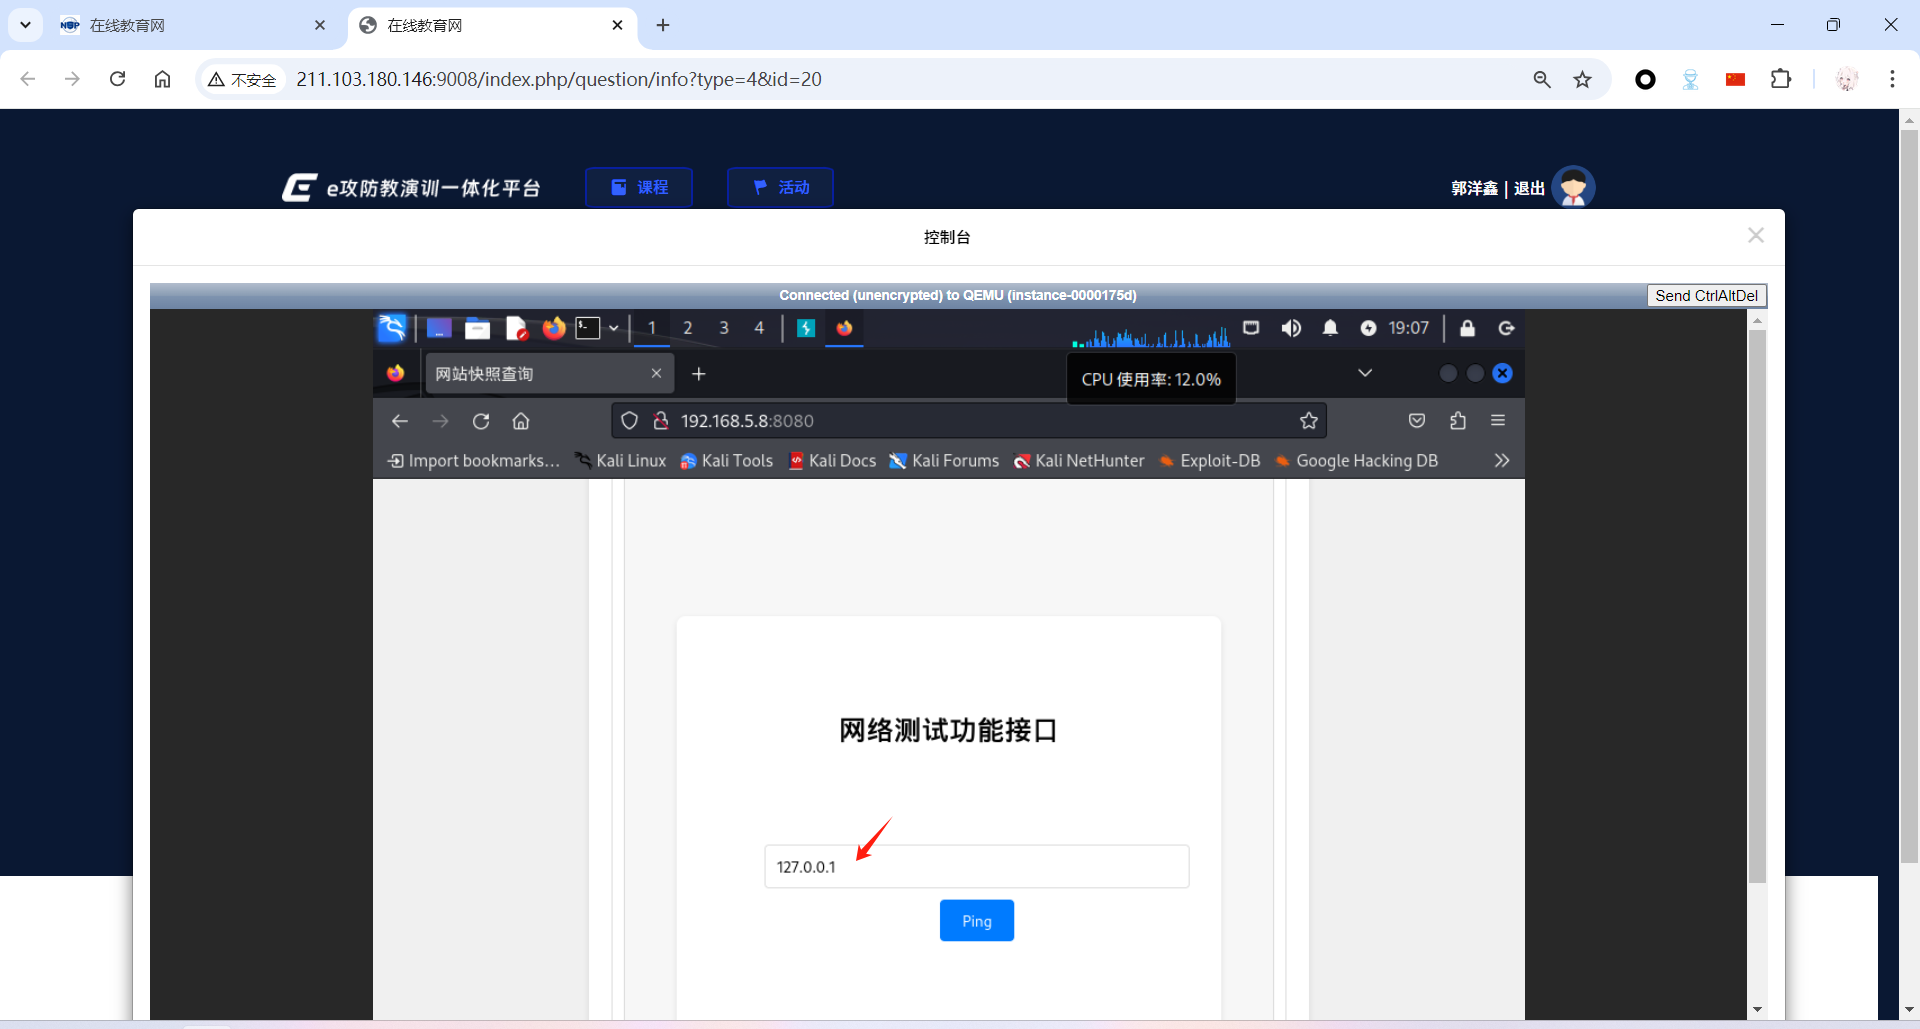 在线教育网
在线教育网
不安全
211.103.180.146:9008/index.php/question/info?type=4&id=20
e攻防教演训一体化平台
课程
活动
郭洋鑫 | 退出
控制台
Connected (unencrypted) to QEMU (instance-0000175d)
Send CtrlAltDel
1 2 3 4
19:07
网站快照查询
CPU 使用率: 12.0%
192.168.5.8:8080
Import bookmarks...
Kali Linux
Kali Tools
Kali Docs
Kali Forums
Kali NetHunter
Exploit-DB
Google Hacking DB
网络测试功能接口
127.0.0.1
Ping